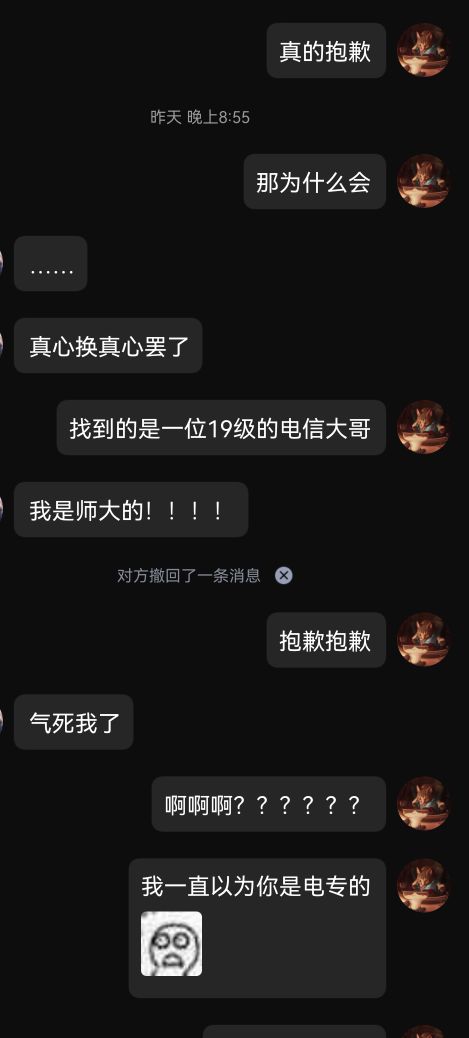 真的抱歉
昨天 晚上8:55
那为什么会
……
真心换真心罢了
找到的是一位19级的电信大哥
我是师大的！！！！
对方撤回了一条消息
抱歉抱歉
气死我了
啊啊啊？？？？？？
我一直以为你是电专的